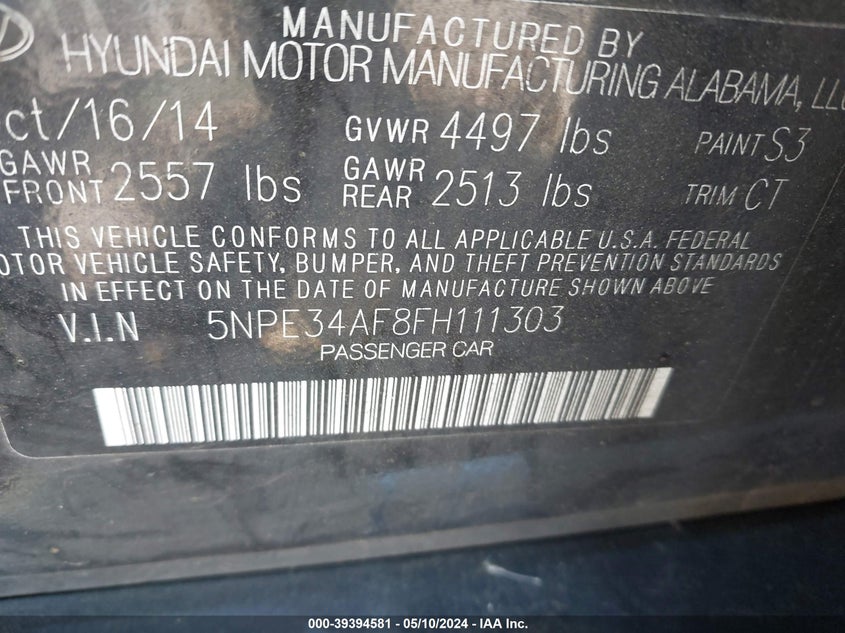 MANUFACTURED BY
HYUNDAI MOTOR MANUFACTURING ALABAMA, LLC
ct/16/14 GVWR 4497 lbs PAINT S3
GAWR FRONT 2557 lbs GAWR REAR 2513 lbs TRIM CT
THIS VEHICLE CONFORMS TO ALL APPLICABLE U.S.A. FEDERAL
OTOR VEHICLE SAFETY, BUMPER, AND THEFT PREVENTION STANDARDS
IN EFFECT ON THE DATE OF MANUFACTURE SHOWN ABOVE
V.I.N 5NPE34AF8FH111303
PASSENGER CAR
000-39394581 - 05/10/2024 - IAA Inc.